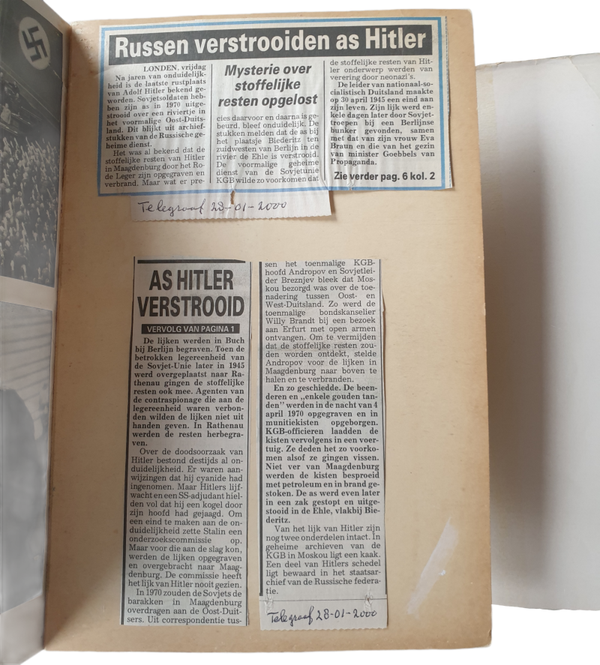 Russen verstrooiden as Hitler
LONDEN, vrijdag
Na jaren van onduidelijk-
heid is de laatste rustplaats
van Adolf Hitler bekend ge-
worden. Sovjetsoldaten heb-
ben zijn as in 1970 uitge-
strooid over een riviertje in
het voormalige Oost-Duits-
land. Dit blijkt uit archief-
stukken van de Russische ge-
heime dienst.
Het was al bekend dat de
stoffelijke resten van Hitler
in Maagdenburg door het Ro-
de Leger zijn opgegraven en
verbrand. Maar wat er pre-
Mysterie over
stoffelijke
resten opgelost
cies daarvoor en daarna is ge-
beurd, bleef onduidelijk. De
stukken melden dat de as bij
het plaatsje Biederitz ten
zuidwesten van Berlijn in de
rivier de Ehle is verstrooid.
De voormalige geheime
dienst van de Sovjetunie
KGB wilde zo voorkomen dat
de stoffelijke resten van Hit-
ler onderwerp werden van
verering door neonazi's.
De leider van nationaal-so-
cialistisch Duitsland maakte
op 30 april 1945 een eind aan
zijn leven. Zijn lijk werd en-
kele dagen later door Sovjet-
troepen bij een Berlijnse
bunker gevonden, samen
met dat van zijn vrouw Eva
Braun en die van het gezin
van minister Goebbels van
Propaganda.
Zie verder pag. 6 kol. 2
Telegraaf 28-01-2000
AS HITLER
VERSTROOID
VERVOLG VAN PAGINA 1
De lijken werden in Buch
bij Berlijn begraven. Toen de
betrokken legereenheid van
de Sovjet-Unie later in 1945
werd overgeplaatst naar Ra-
thenau gingen de stoffelijke
resten ook mee. Agenten van
de contraspionage die aan de
legereenheid waren verbon-
den wilden de lijken niet uit
handen geven. In Rathenau
werden de resten herbegra-
ven.
Over de doodsoorzaak van
Hitler bestond destijds al on-
duidelijkheid. Er waren aan-
wijzingen dat hij cyanide had
ingenomen. Maar Hitlers lijf-
wacht en een SS-adjudant hiel-
den vol dat hij een kogel door
zijn hoofd had gejaagd. Om
een eind te maken aan de on-
duidelijkheid zette Stalin een
onderzoekscommissie op.
Maar voor die aan de slag kon,
werden de lijken opgegraven
en overgebracht naar Maag-
denburg. De commissie heeft
het lijk van Hitler nooit gezien.
In 1970 zouden de Sovjets de
barakken in Maagdenburg
overdragen aan de Oost-Duit-
sers. Uit correspondentie tus-
sen het toenmalige KGB-
hoofd Andropov en Sovjetlei-
der Breznjev bleek dat Mos-
kou bezorgd was over de toe-
nadering tussen Oost- en
West-Duitsland. Zo werd de
toenmalige bondskanselier
Willy Brandt bij een bezoek
aan Erfurt met open armen
ontvangen. Om te vermijden
dat de stoffelijke resten zou-
den worden ontdekt, stelde
Andropov voor de lijken in
Maagdenburg naar boven te
halen en te verbranden.
En zo geschiedde. De been-
deren en „enkele gouden tan-
den" werden in de nacht van 4
april 1970 opgegraven en in
munitiekisten opgeborgen.
KGB-officieren laadden de
kisten vervolgens in een voer-
tuig. Ze deden het zo voorko-
men alsof ze gingen vissen.
Niet ver van Maagdenburg
werden de kisten besproeid
met petroleum en in brand ge-
stoken. De as werd even later
in een zak gestopt en uitge-
stooid in de Ehle, vlakbij Bie-
deritz.
Van het lijk van Hitler zijn
nog twee onderdelen intact. In
geheime archieven van de
KGB in Moskou ligt een kaak.
Een deel van Hitlers schedel
ligt bewaard in het staatsar-
chief van de Russische federa-
tie.
Telegraaf 28-01-2000